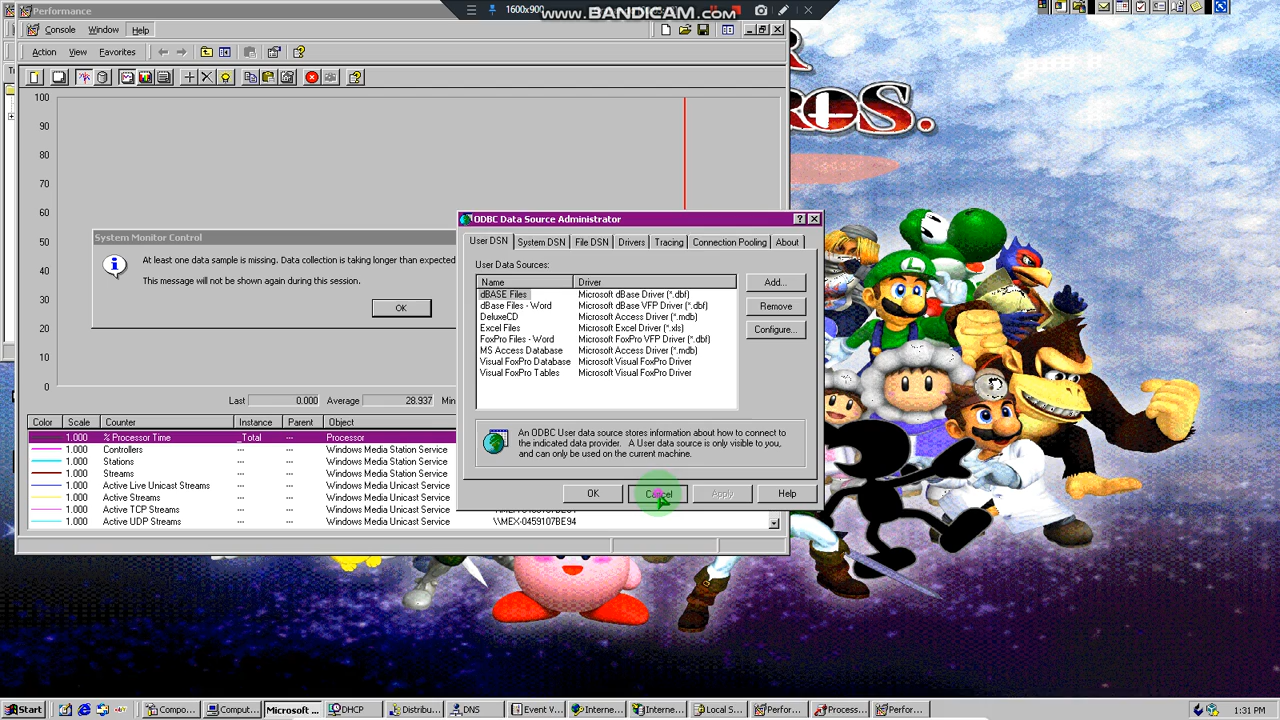 Performance
1600x900
www.BANDICAM.com
Console Window Help
Action View Favorites
100
90
80
70
60
50
40
30
20
10
0
System Monitor Control
At least one data sample is missing. Data collection is taking longer than expected
This message will not be shown again during this session.
OK
Last 0.000 Average 28.937 Min
Color Scale Counter Instance Parent Object
1.000 % Processor Time _Total --- Processor
1.000 Controllers --- --- Windows Media Station Service
1.000 Stations --- --- Windows Media Station Service
1.000 Streams --- --- Windows Media Station Service
1.000 Active Live Unicast Streams --- --- Windows Media Unicast Service
1.000 Active Streams --- --- Windows Media Unicast Service
1.000 Active TCP Streams --- --- Windows Media Unicast Service
1.000 Active UDP Streams --- --- Windows Media Unicast Service \\MEX-0459107BE94
ODBC Data Source Administrator
User DSN System DSN File DSN Drivers Tracing Connection Pooling About
User Data Sources:
Name Driver
dBASE Files Microsoft dBase Driver (*.dbf)
dBase Files - Word Microsoft dBase VFP Driver (*.dbf)
DeluxeCD Microsoft Access Driver (*.mdb)
Excel Files Microsoft Excel Driver (*.xls)
FoxPro Files - Word Microsoft FoxPro VFP Driver (*.dbf)
MS Access Database Microsoft Access Driver (*.mdb)
Visual FoxPro Database Microsoft Visual FoxPro Driver
Visual FoxPro Tables Microsoft Visual FoxPro Driver
Add...
Remove
Configure...
An ODBC User data source stores information about how to connect to
the indicated data provider. A User data source is only visible to you,
and can only be used on the current machine.
OK Cancel Apply Help
R
ROS.
Start Compo... Comput... Microsoft ... DHCP Distribu... DNS Event V... Interne... Interne... Local S... Perfor... Process... Perfor... 1:31 PM